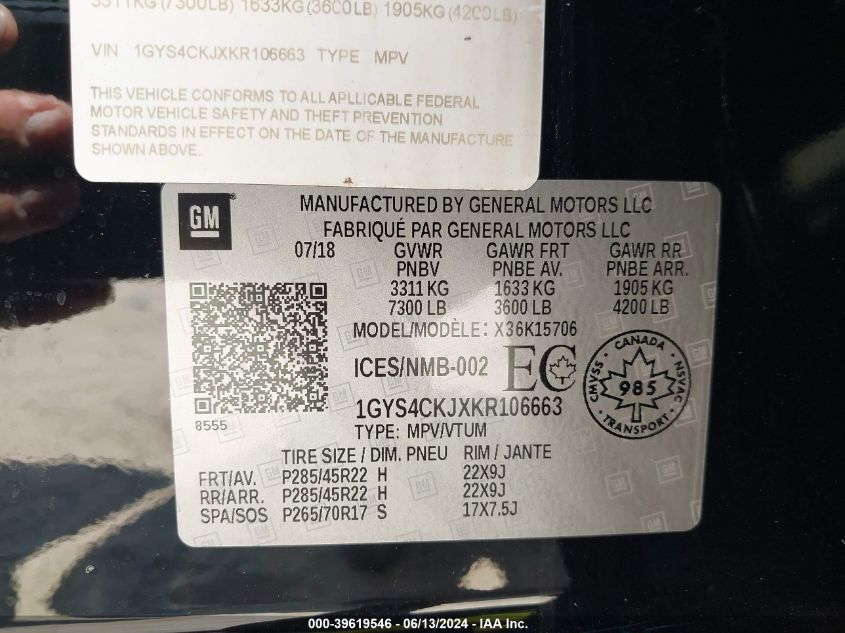 3311KG (7300LB) 1633KG (3600LB) 1905KG (4200LB)
VIN 1GYS4CKJXKR106663 TYPE MPV
THIS VEHICLE CONFORMS TO ALL APLLICABLE FEDERAL
MOTOR VEHICLE SAFETY AND THEFT PREVENTION
STANDARDS IN EFFECT ON THE DATE OF THE MANUFACTURE
SHOWN ABOVE.
GM
MANUFACTURED BY GENERAL MOTORS LLC
FABRIQUÉ PAR GENERAL MOTORS LLC
07/18 GVWR GAWR FRT GAWR RR
PNBV PNBE AV. PNBE ARR.
3311 KG 1633 KG 1905 KG
7300 LB 3600 LB 4200 LB
MODEL/MODÈLE: X36K15706
ICES/NMB-002 EC
CANADA
CMVSS 985 NSVAC
TRANSPORT
1GYS4CKJXKR106663
8555
TYPE: MPV/VTUM
TIRE SIZE / DIM. PNEU RIM / JANTE
FRT/AV. P285/45R22 H 22X9J
RR/ARR. P285/45R22 H 22X9J
SPA/SOS P265/70R17 S 17X7.5J
000-39619546 - 06/13/2024 - IAA Inc.